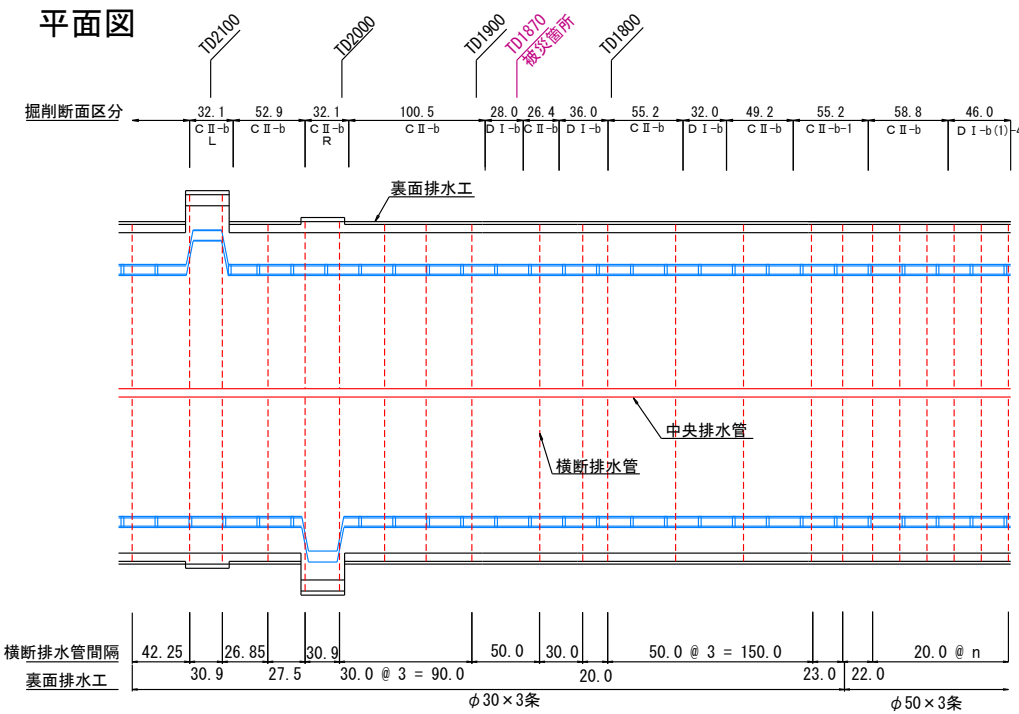 平面図
TD2100
TD2000
TD1900
TD1870
被災箇所
TD1800
掘削断面区分
32.1 52.9 32.1 100.5 28.0 26.4 36.0 55.2 32.0 49.2 55.2 58.8 46.0
CⅡ-b CⅡ-b CⅡ-b CⅡ-b DⅠ-b CⅡ-b DⅠ-b CⅡ-b DⅠ-b CⅡ-b CⅡ-b-1 CⅡ-b DⅠ-b(1)-4
L R
裏面排水工
中央排水管
横断排水管
横断排水管間隔 42.25 26.85 30.9 50.0 30.0 50.0 @ 3 = 150.0 20.0 @ n
裏面排水工 30.9 27.5 30.0 @ 3 = 90.0 20.0 23.0 22.0
φ30×3条 φ50×3条